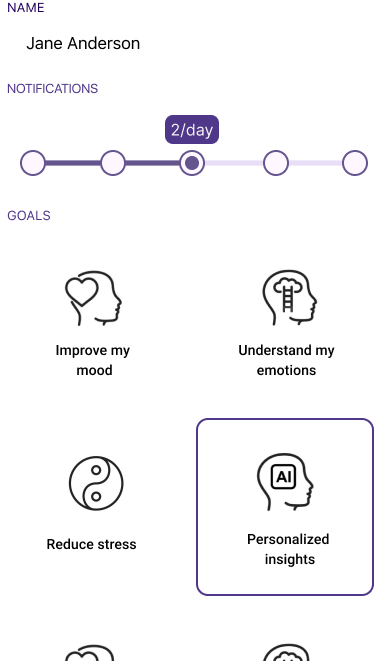 NAME
Jane Anderson
NOTIFICATIONS
2/day
GOALS
Improve my
mood
Understand my
emotions
Reduce stress
AI
Personalized
insights